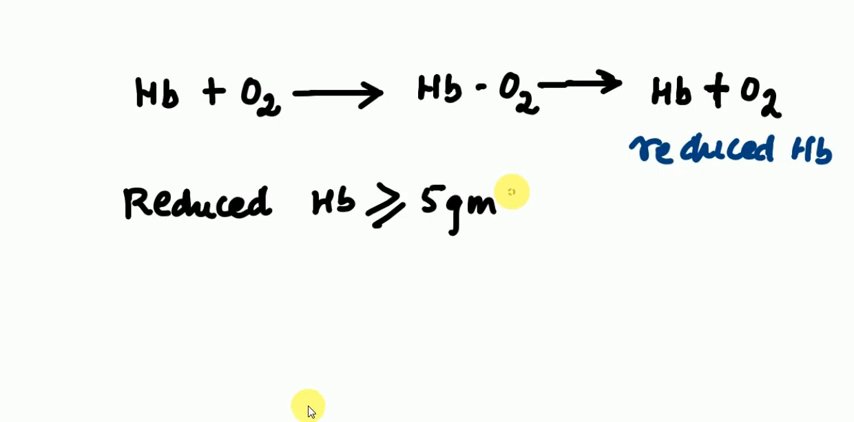 Hb + O₂ ⟶ Hb - O₂ ⟶ Hb + O₂
reduced Hb
Reduced Hb ⩾ 5gm